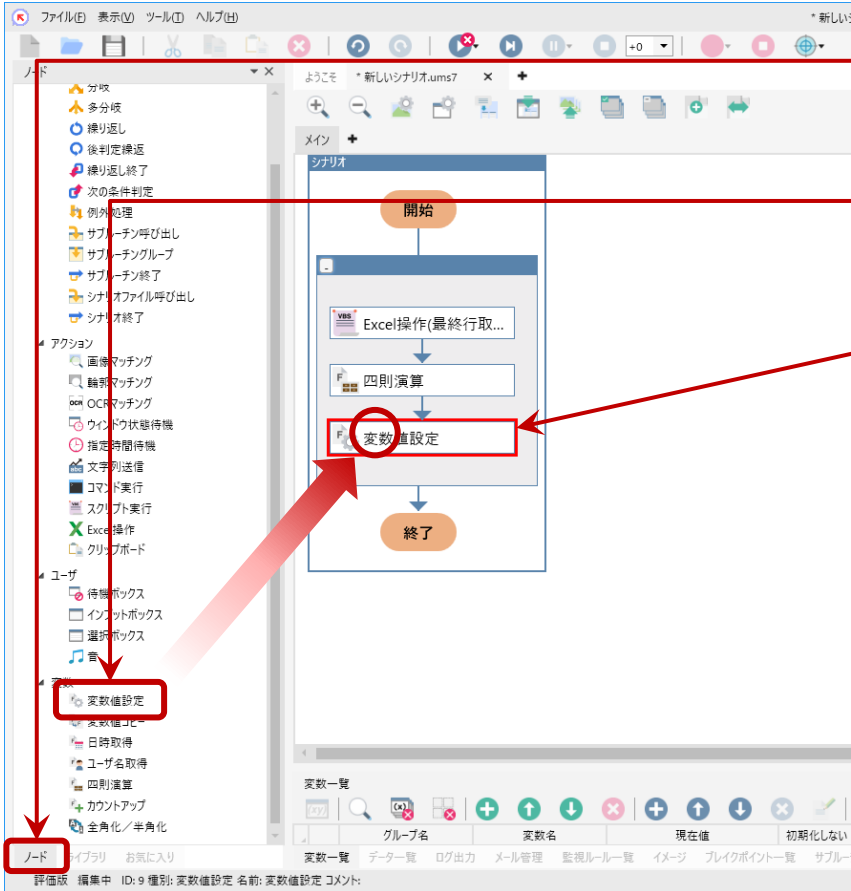 ファイル(F) 表示(V) ツール(T) ヘルプ(H) * 新しいシ
+0
ノード
ようこそ * 新しいシナリオ.ums7
メイン
分岐
多分岐
繰り返し
後判定繰返
繰り返し終了
次の条件判定
例外処理
サブルーチン呼び出し
サブルーチングループ
サブルーチン終了
シナリオファイル呼び出し
シナリオ終了
アクション
画像マッチング
輪郭マッチング
OCR OCRマッチング
ウィンドウ状態待機
指定時間待機
abc 文字列送信
コマンド実行
スクリプト実行
Excel操作
クリップボード
ユーザ
待機ボックス
インプットボックス
選択ボックス
音
変数
変数値設定
変数値コピー
日時取得
ユーザ名取得
四則演算
カウントアップ
全角化/半角化
ノード ライブラリ お気に入り
シナリオ
開始
VBS Excel操作(最終行取...
F 四則演算
F 変数値設定
終了
変数一覧
(xy) (x)
グループ名 変数名 現在値 初期化しない
変数一覧 データ一覧 ログ出力 メール管理 監視ルール一覧 イメージ ブレイクポイント一覧 サブルー
評価版 編集中 ID: 9 種別: 変数値設定 名前: 変数値設定 コメント: